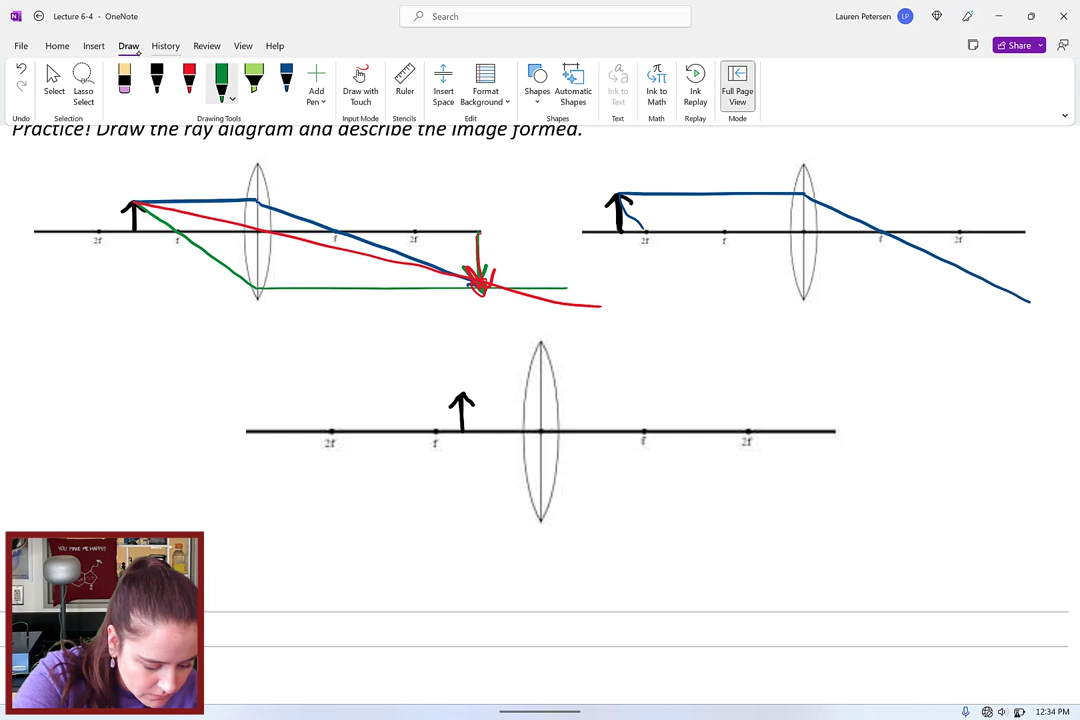 Lecture 6-4 - OneNote
Search
Lauren Petersen
LP
File Home Insert Draw History Review View Help
Share
Undo
Select
Lasso Select
Add Pen
Draw with Touch
Ruler
Insert Space
Format Background
Shapes
Automatic Shapes
Ink to Text
Ink to Math
Ink Replay
Full Page View
Selection
Drawing Tools
Input Mode
Stencils
Edit
Shapes
Text
Math
Replay
Mode
Practice! Draw the ray diagram and describe the image formed.
2f f f 2f
2f f f 2f
2f f f 2f
YOU MAKE ME HAPPY
12:34 PM